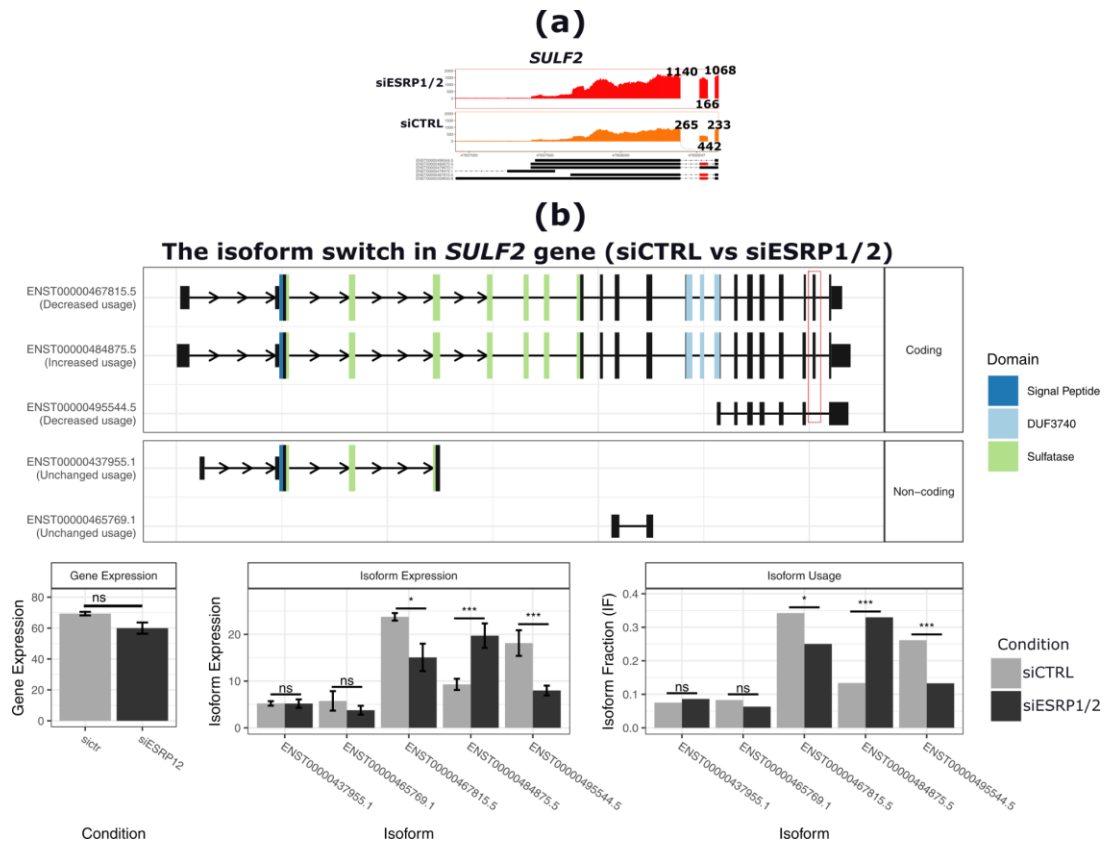 (a)
SULF2
siESRP1/2
1140
1068
166
siCTRL
265
233
442
(b)
The isoform switch in SULF2 gene (siCTRL vs siESRP1/2)
ENST00000467815.5
(Decreased usage)
ENST00000484875.5
(Increased usage)
ENST00000495544.5
(Decreased usage)
Coding
ENST00000437955.1
(Unchanged usage)
ENST00000465769.1
(Unchanged usage)
Non-coding
Domain
Signal Peptide
DUF3740
Sulfatase
Gene Expression
ns
80
60
40
20
0
Gene Expression
sictr
siESRP12
Condition
Isoform Expression
Isoform Expression
20
10
0
ns
ns
*
***
***
ENST00000437955.1
ENST00000465769.1
ENST00000467815.5
ENST00000484875.5
ENST00000495544.5
Isoform
Isoform Usage
Isoform Fraction (IF)
0.4
0.3
0.2
0.1
0.0
ns
ns
*
***
***
ENST00000437955.1
ENST00000465769.1
ENST00000467815.5
ENST00000484875.5
ENST00000495544.5
Isoform
Condition
siCTRL
siESRP1/2